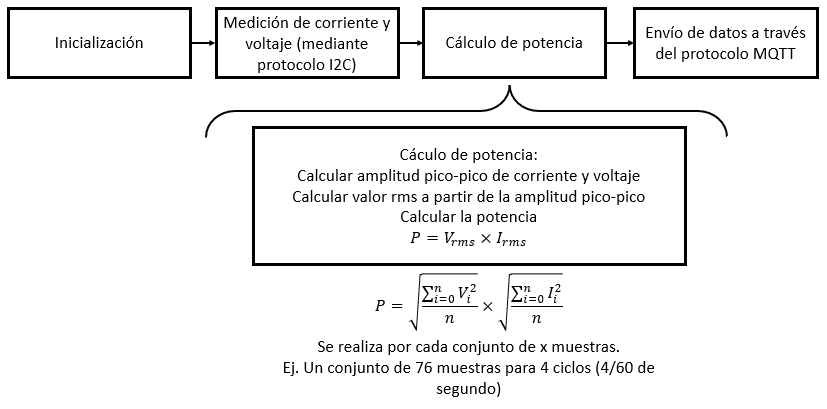 Inicialización
Medición de corriente y
voltaje (mediante
protocolo I2C)
Cálculo de potencia
Envío de datos a través
del protocolo MQTT
Cáculo de potencia:
Calcular amplitud pico-pico de corriente y voltaje
Calcular valor rms a partir de la amplitud pico-pico
Calcular la potencia
P = V_{rms} × I_{rms}
P = \sqrt{\frac{\sum_{i=0}^{n} V_i^2}{n}} × \sqrt{\frac{\sum_{i=0}^{n} I_i^2}{n}}
Se realiza por cada conjunto de x muestras.
Ej. Un conjunto de 76 muestras para 4 ciclos (4/60 de
segundo)